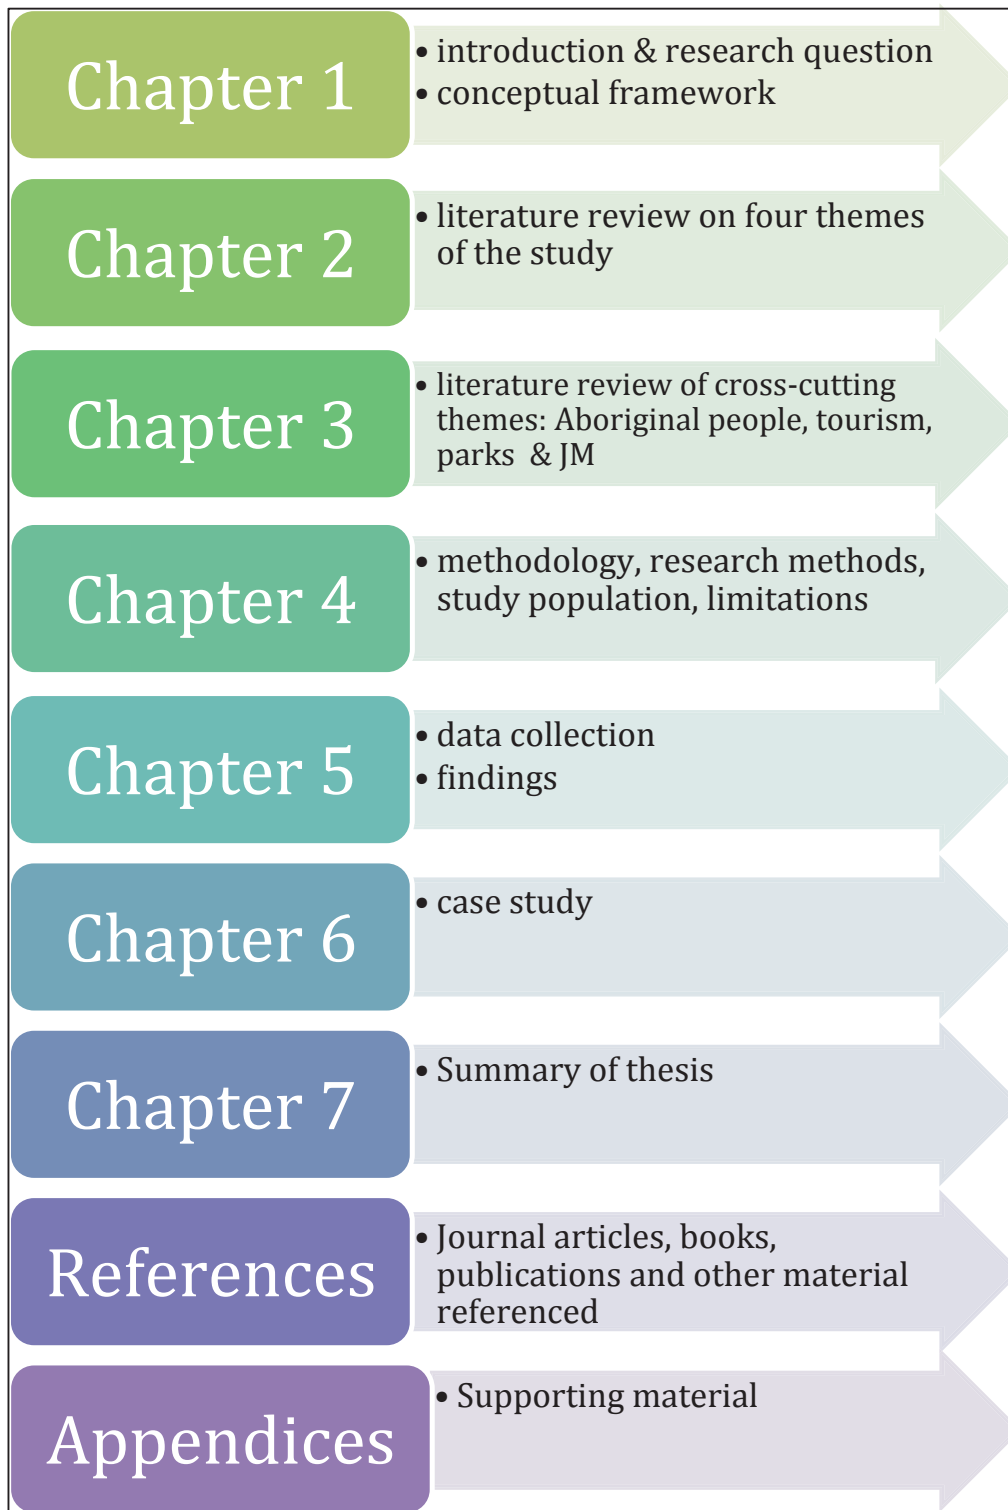 Chapter 1
• introduction & research question
• conceptual framework
Chapter 2
• literature review on four themes
of the study
Chapter 3
• literature review of cross-cutting
themes: Aboriginal people, tourism,
parks & JM
Chapter 4
• methodology, research methods,
study population, limitations
Chapter 5
• data collection
• findings
Chapter 6
• case study
Chapter 7
• Summary of thesis
References
• Journal articles, books,
publications and other material
referenced
Appendices
• Supporting material